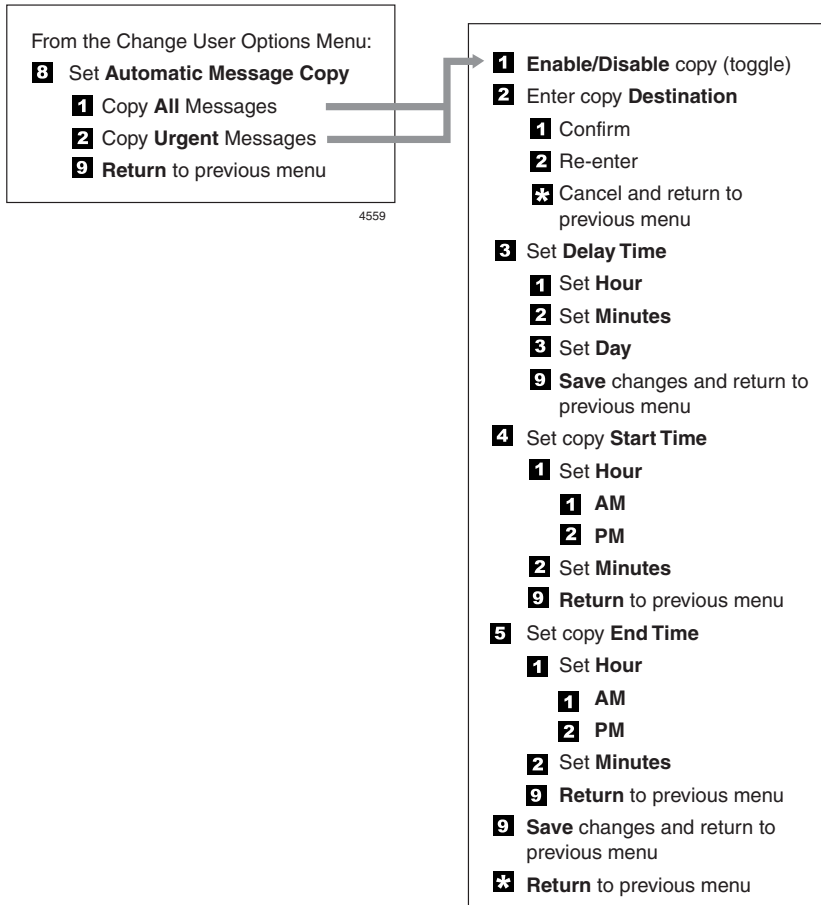 From the Change User Options Menu:
8 Set Automatic Message Copy
1 Copy All Messages
2 Copy Urgent Messages
9 Return to previous menu
4559
1 Enable/Disable copy (toggle)
2 Enter copy Destination
1 Confirm
2 Re-enter
* Cancel and return to
previous menu
3 Set Delay Time
1 Set Hour
2 Set Minutes
3 Set Day
9 Save changes and return to
previous menu
4 Set copy Start Time
1 Set Hour
1 AM
2 PM
2 Set Minutes
9 Return to previous menu
5 Set copy End Time
1 Set Hour
1 AM
2 PM
2 Set Minutes
9 Return to previous menu
9 Save changes and return to
previous menu
* Return to previous menu